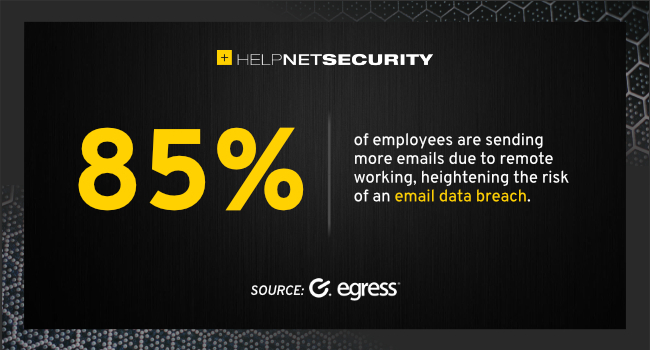 + HELPNETSECURITY
85%
of employees are sending
more emails due to remote
working, heightening the risk
of an email data breach.
SOURCE: egress